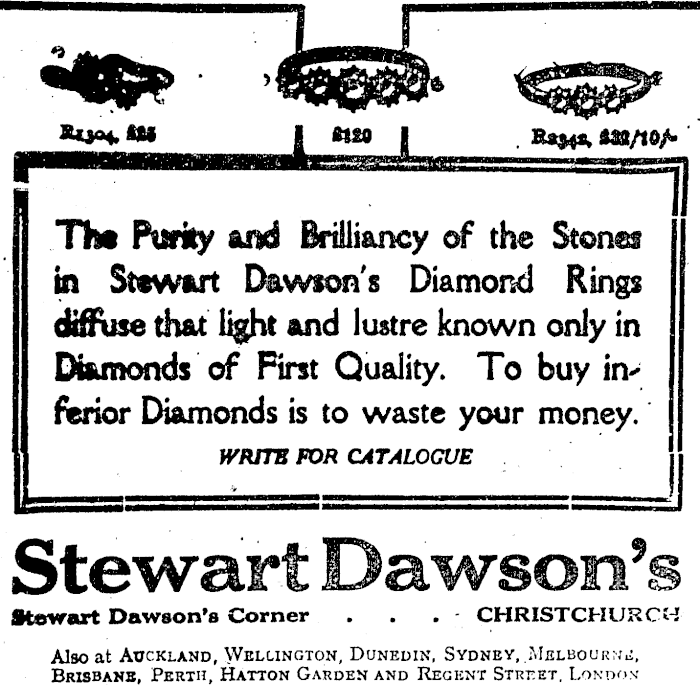 R1304, £25 £120 R2342, £32/10/-
The Purity and Brilliancy of the Stones
in Stewart Dawson's Diamond Rings
diffuse that light and lustre known only in
Diamonds of First Quality. To buy in-
ferior Diamonds is to waste your money.
WRITE FOR CATALOGUE
Stewart Dawson's
Stewart Dawson's Corner . . . CHRISTCHURCH
Also at AUCKLAND, WELLINGTON, DUNEDIN, SYDNEY, MELBOURNE,
BRISBANE, PERTH, HATTON GARDEN AND REGENT STREET, LONDON